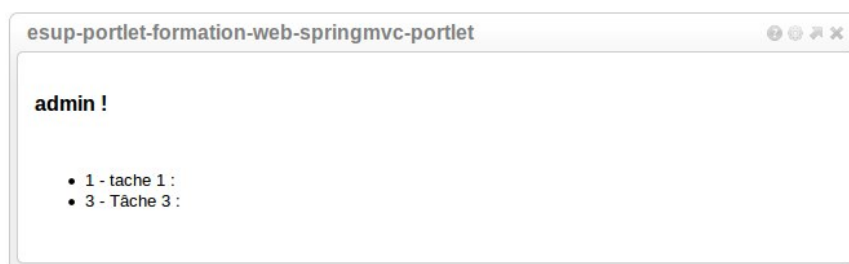 esup-portlet-formation-web-springmvc-portlet
admin !
• 1 - tache 1 :
• 3 - Tâche 3 :